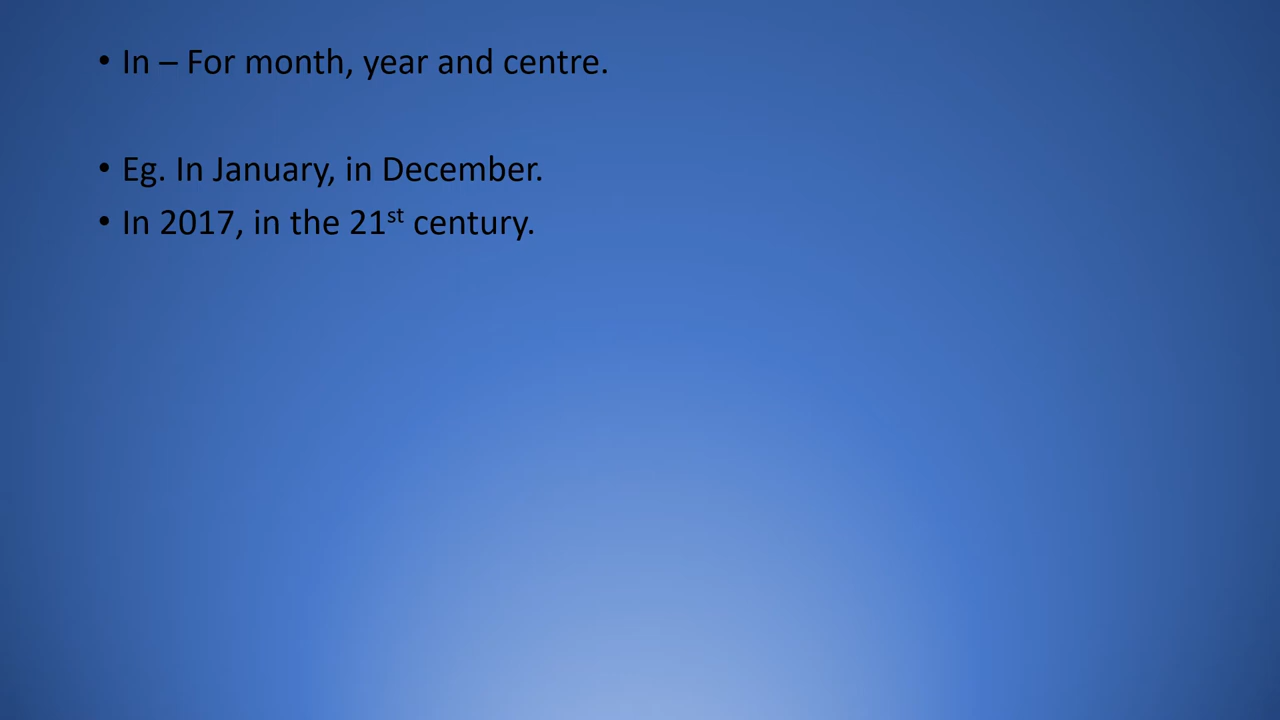 • In – For month, year and centre.
• Eg. In January, in December.
• In 2017, in the 21st century.